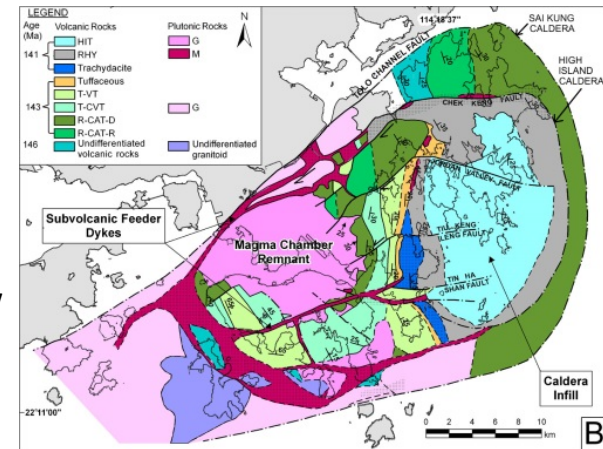 LEGEND
Age
(Ma)
Volcanic Rocks
Plutonic Rocks
N
141
HIT
RHY
Trachydacite
G
M
143
Tuffaceous
T-VT
T-CVT
R-CAT-D
R-CAT-R
G
146
Undifferentiated
volcanic rocks
Undifferentiated
granitoid
114°18'37"
SAI KUNG
CALDERA
HIGH
ISLAND
CALDERA
TOLO CHANNEL FAULT
CHEK KENG FAULT
Subvolcanic Feeder
Dykes
Magma Chamber
Remnant
TIN HA
SHAN FAULT
Caldera
Infill
22°11'00"
0 2 4 6 8 10
km
B